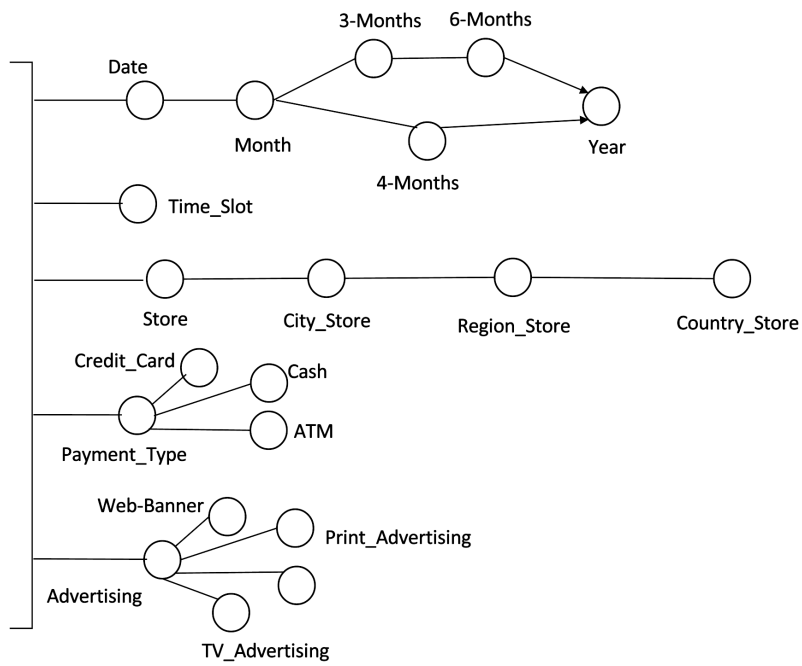 3-Months
6-Months
Date
Month
Year
4-Months
Time_Slot
Store
City_Store
Region_Store
Country_Store
Credit_Card
Cash
ATM
Payment_Type
Web-Banner
Print_Advertising
Advertising
TV_Advertising